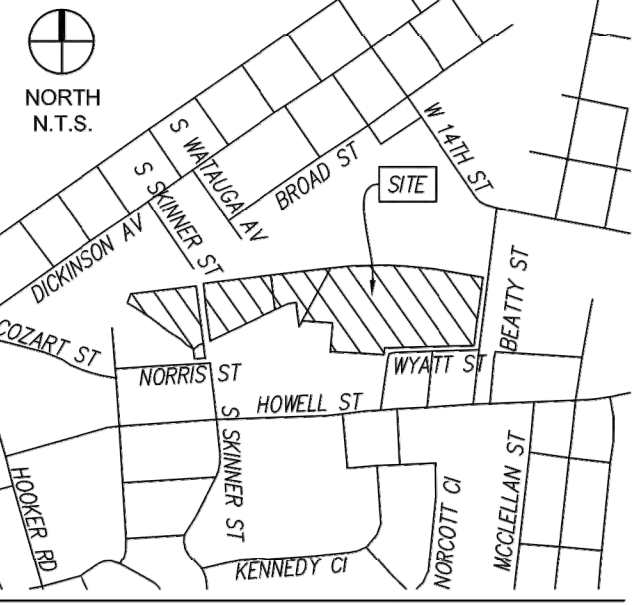 NORTH
N.T.S.
S WATAUGA AV
S SKINNER ST
BROAD ST
W 14TH ST
SITE
DICKINSON AV
BEATTY ST
COZART ST
NORRIS ST
WYATT ST
HOWELL ST
S SKINNER ST
HOOKER RD
MCCLELLAN ST
NORCOTT CI
KENNEDY CI